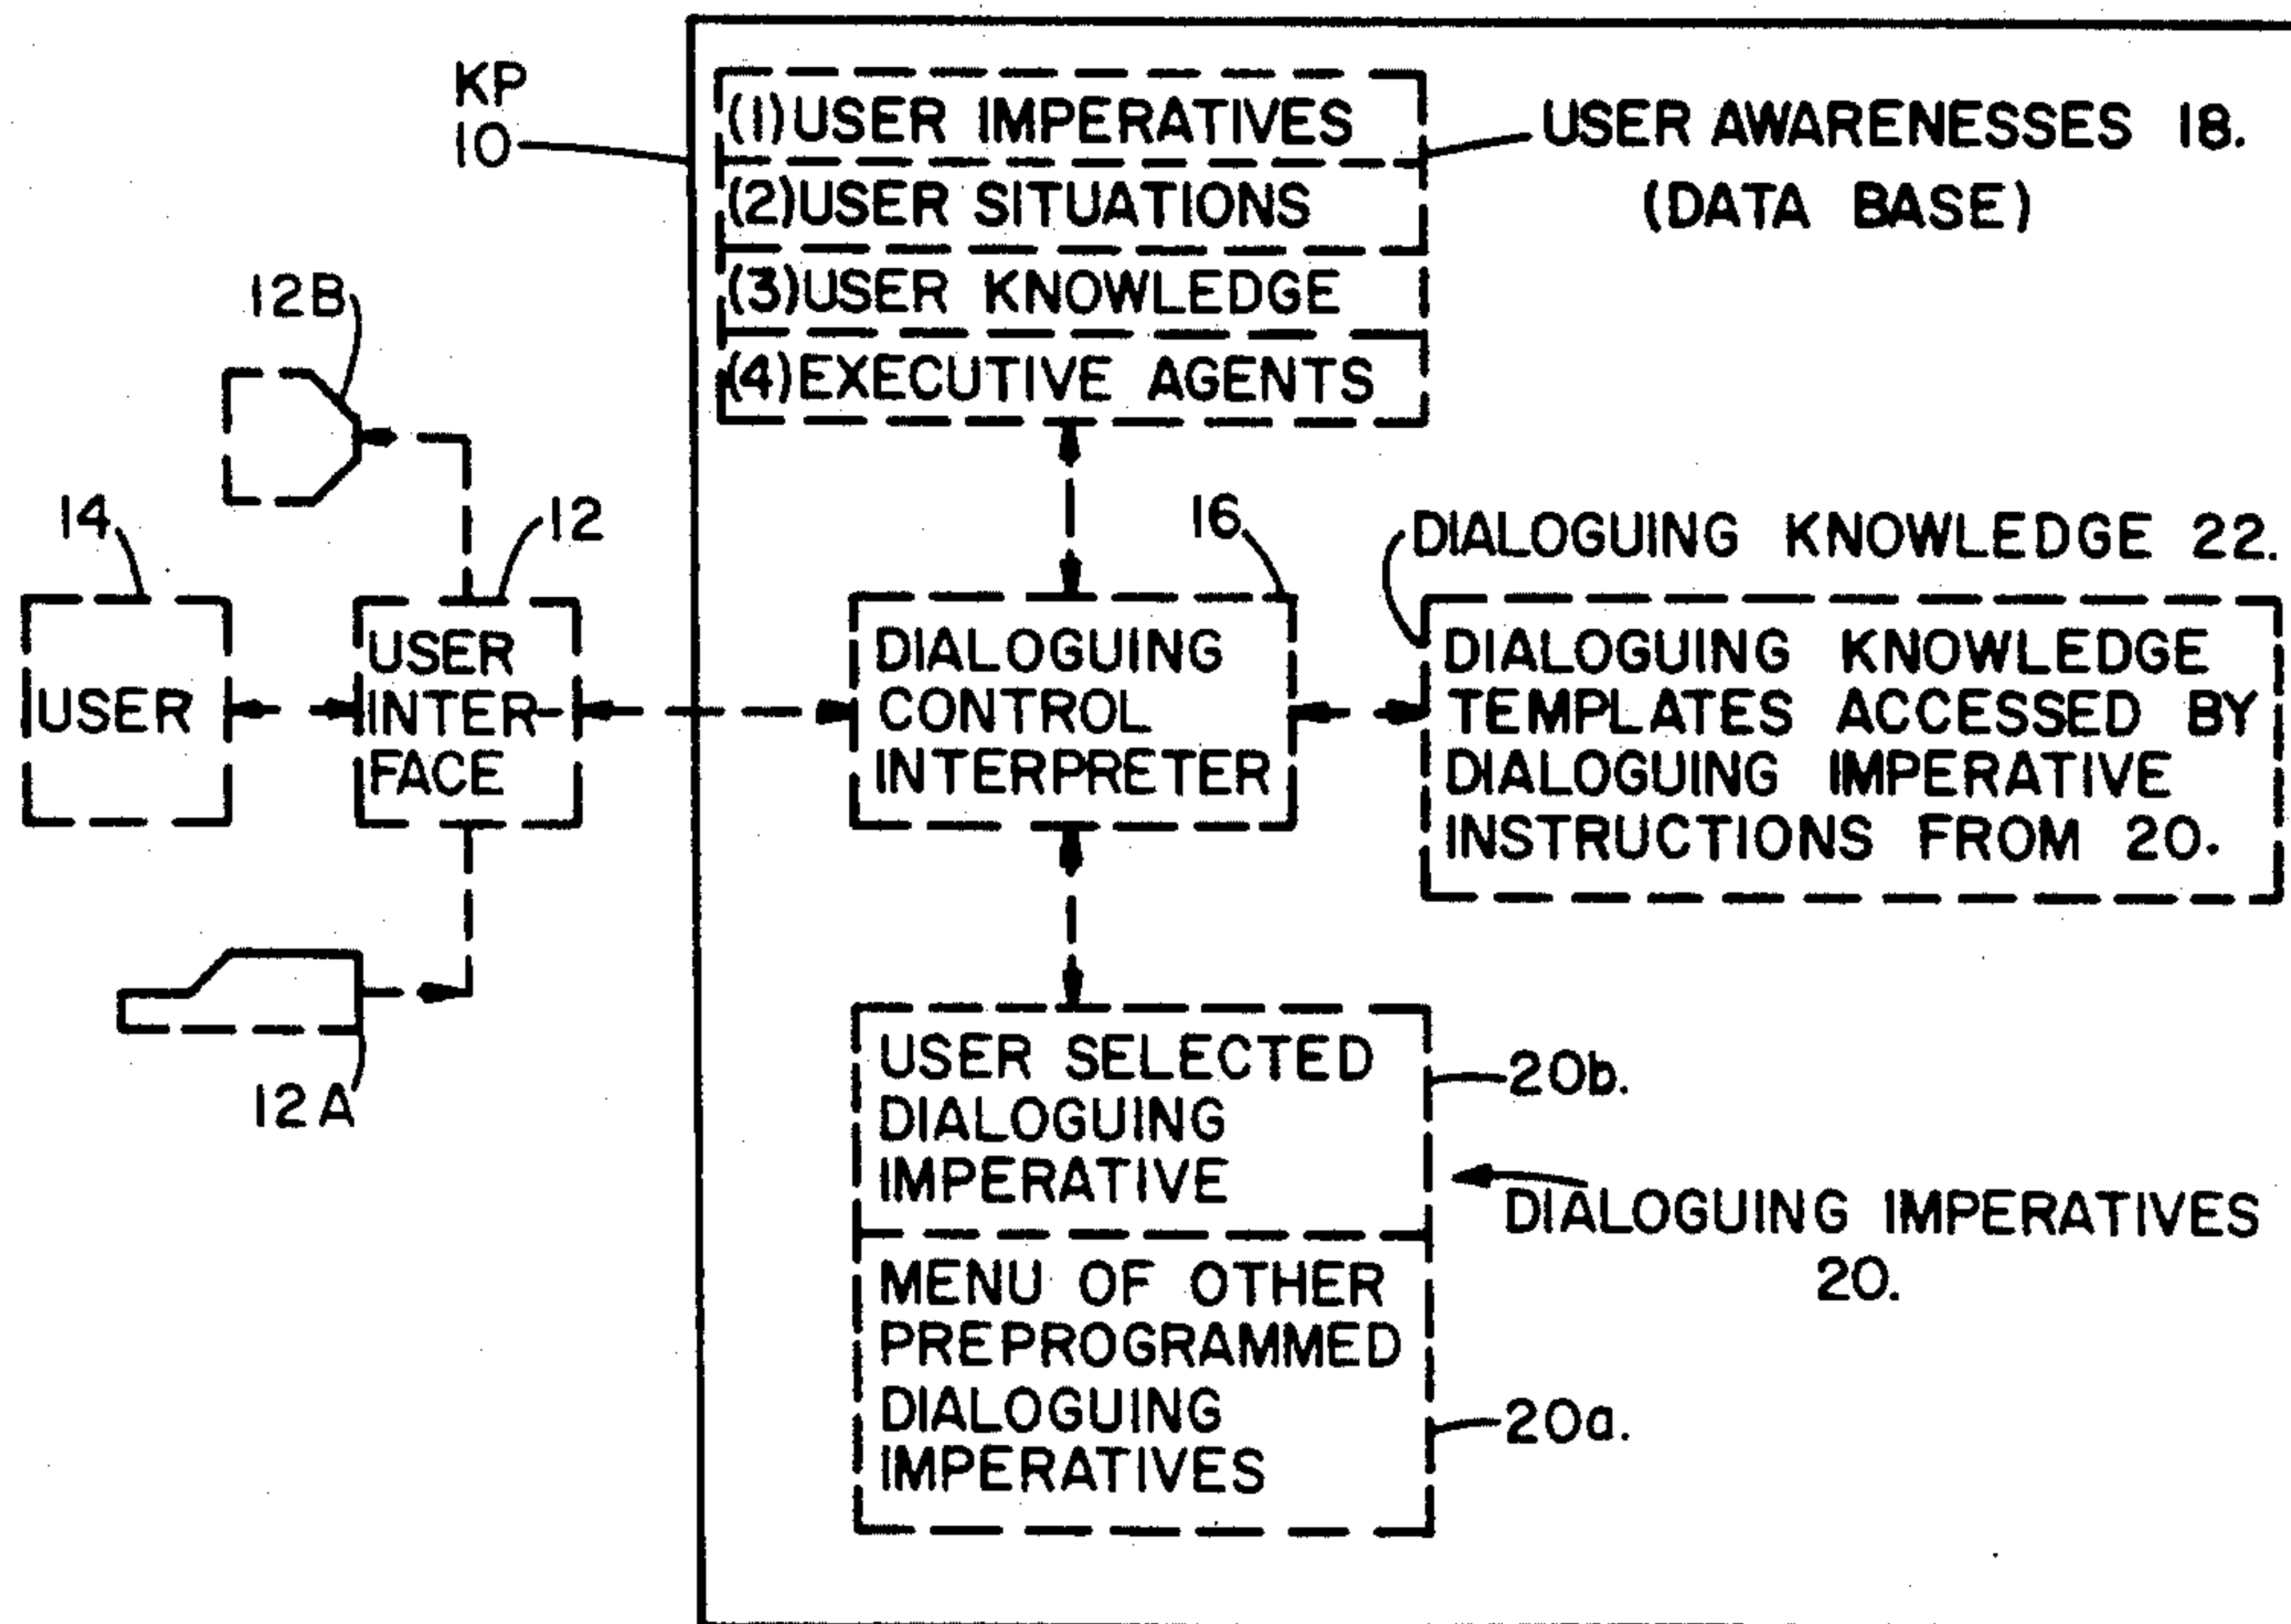 KP
10
(1)USER IMPERATIVES
(2)USER SITUATIONS
(3)USER KNOWLEDGE
(4)EXECUTIVE AGENTS
USER AWARENESSES 18.
(DATA BASE)
12B
14
12
16
DIALOGUING KNOWLEDGE 22.
USER
USER
INTER-
FACE
DIALOGUING
CONTROL
INTERPRETER
DIALOGUING KNOWLEDGE
TEMPLATES ACCESSED BY
DIALOGUING IMPERATIVE
INSTRUCTIONS FROM 20.
12A
USER SELECTED
DIALOGUING
IMPERATIVE
20b.
DIALOGUING IMPERATIVES
20.
MENU OF OTHER
PREPROGRAMMED
DIALOGUING
IMPERATIVES
20a.